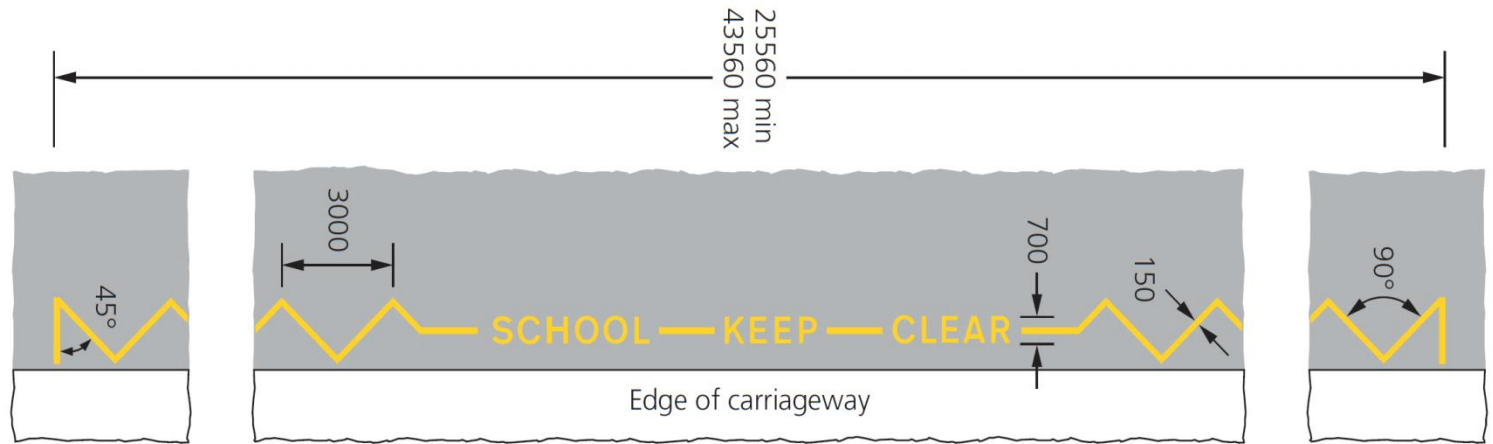 25560 min
43560 max
3000
700
150
45°
90°
SCHOOL KEEP CLEAR
Edge of carriageway